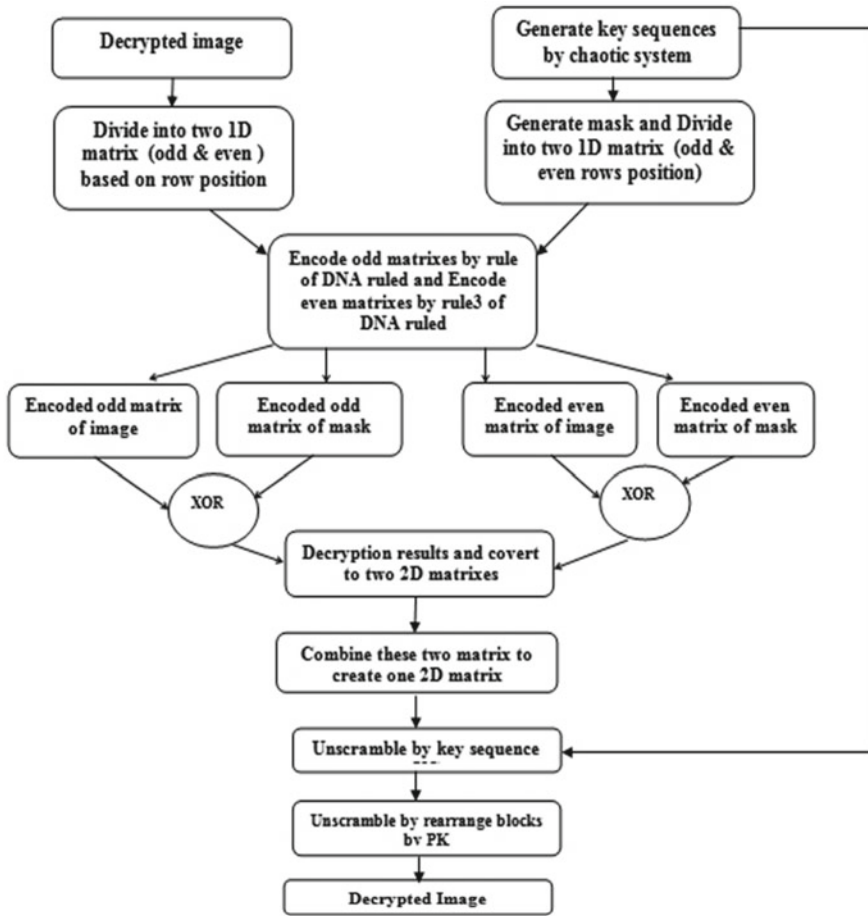 Decrypted image
Generate key sequences
by chaotic system
Divide into two 1D
matrix (odd & even )
based on row position
Generate mask and Divide
into two 1D matrix (odd &
even rows position)
Encode odd matrixes by rule
of DNA ruled and Encode
even matrixes by rule3 of
DNA ruled
Encoded odd matrix
of image
Encoded odd
matrix of mask
Encoded even
matrix of image
Encoded even
matrix of mask
XOR
XOR
Decryption results and covert
to two 2D matrixes
Combine these two matrix to
create one 2D matrix
Unscramble by key sequence
Unscramble by rearrange blocks
by PK
Decrypted Image